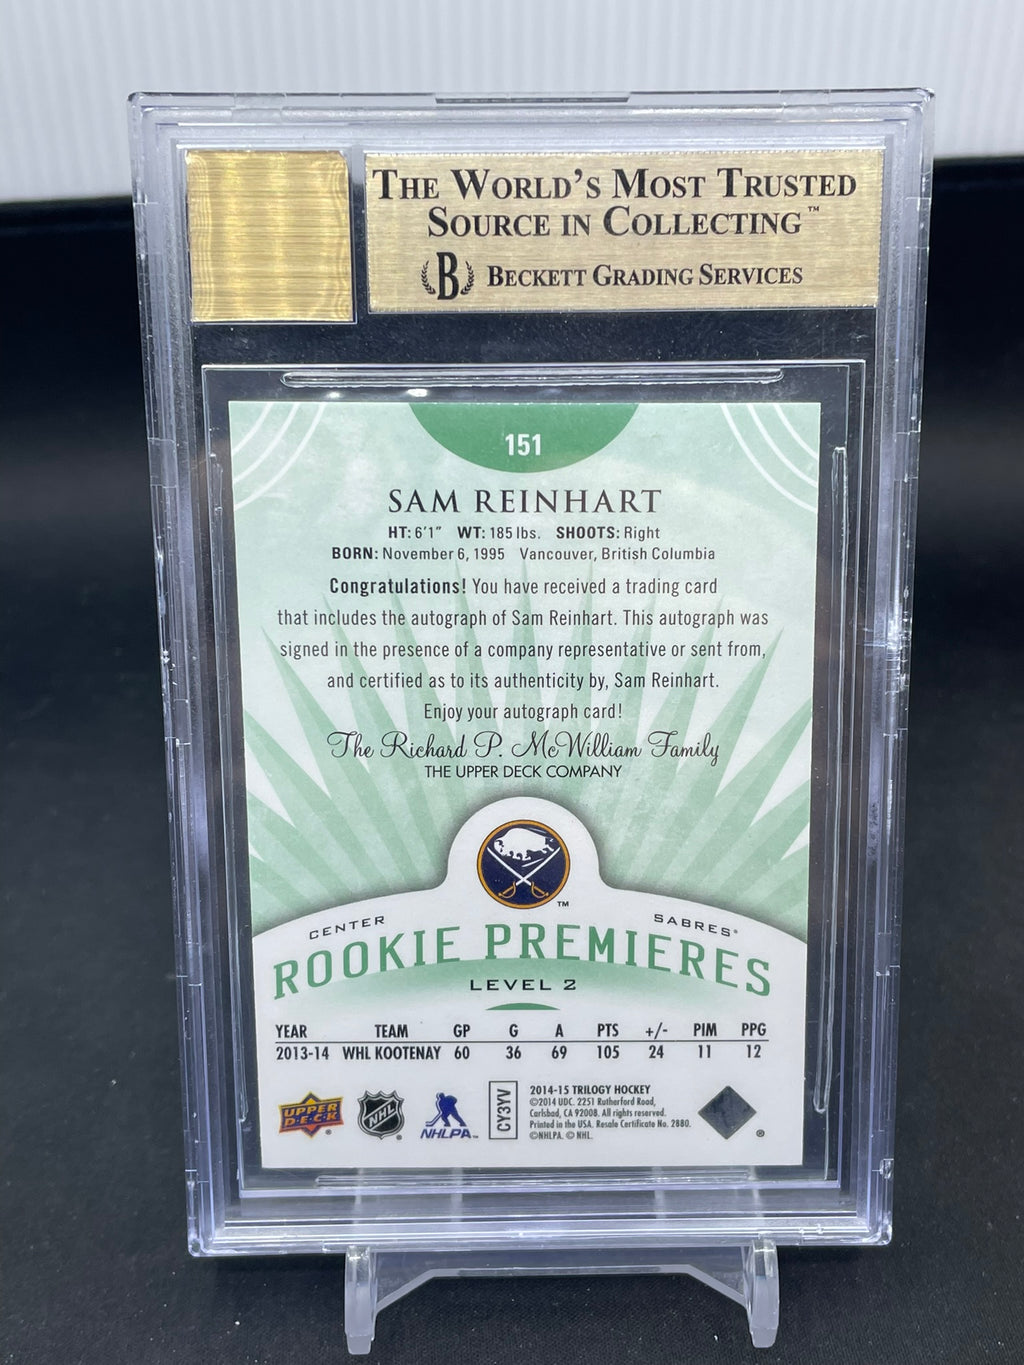 THE WORLD'S MOST TRUSTED
SOURCE IN COLLECTING™
B BECKETT GRADING SERVICES
151
SAM REINHART
HT: 6'1" WT: 185 lbs. SHOOTS: Right
BORN: November 6, 1995 Vancouver, British Columbia
Congratulations! You have received a trading card
that includes the autograph of Sam Reinhart. This autograph was
signed in the presence of a company representative or sent from,
and certified as to its authenticity by, Sam Reinhart.
Enjoy your autograph card!
The Richard P. McWilliam Family
THE UPPER DECK COMPANY
TM
CENTER SABRES®
ROOKIE PREMIERES
LEVEL 2
YEAR TEAM GP G A PTS +/- PIM PPG
2013-14 WHL KOOTENAY 60 36 69 105 24 11 12
UPPER DECK ® NHL ® NHLPA™ CY3YV
2014-15 TRILOGY HOCKEY
©2014 UDC. 2251 Rutherford Road,
Carlsbad, CA 92008. All rights reserved.
Printed in the USA. Resale Certificate No. 2880.
©NHLPA. © NHL.
®